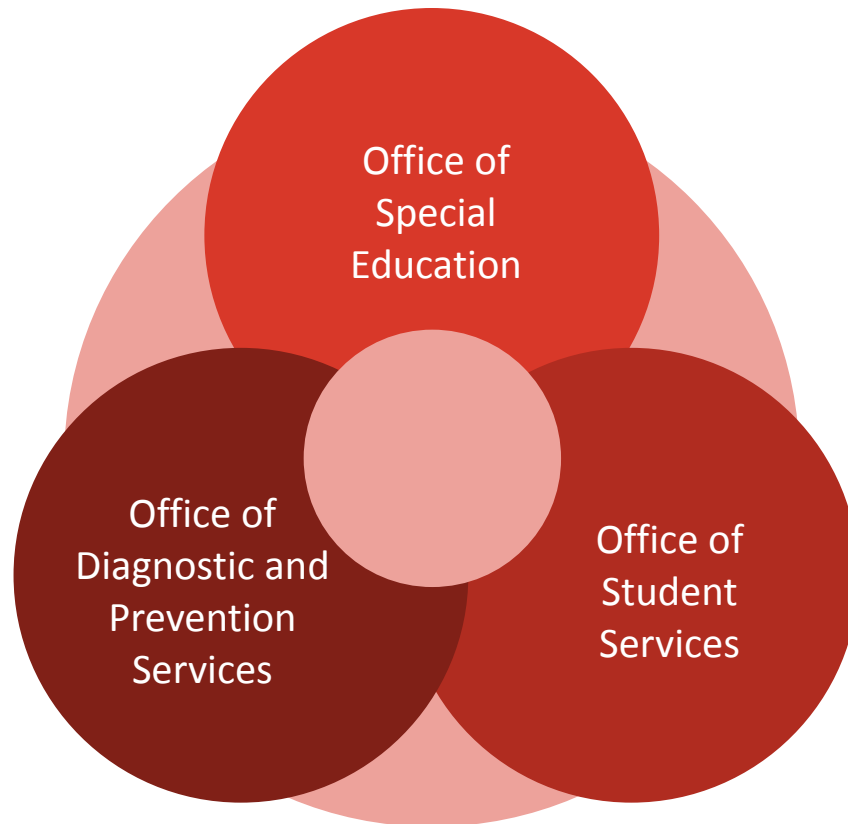 Office of
Special
Education
Office of
Diagnostic and
Prevention
Services
Office of
Student
Services